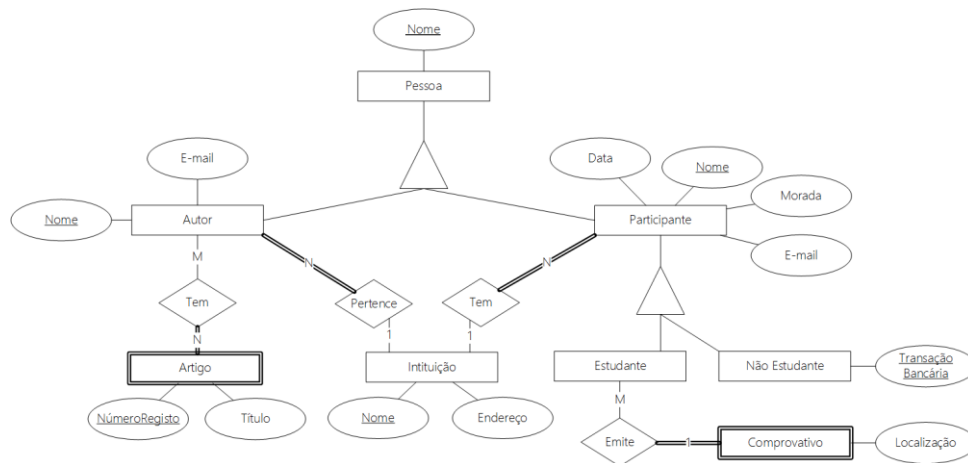 Nome
Pessoa
E-mail
Data
Nome
Morada
Nome
Autor
Participante
E-mail
M
N
N
Tem
Pertence
Tem
N
1
1
Artigo
Intituição
Estudante
Não Estudante
Transação
Bancária
NúmeroRegisto
Título
Nome
Endereço
M
Emite
1
Comprovativo
Localização